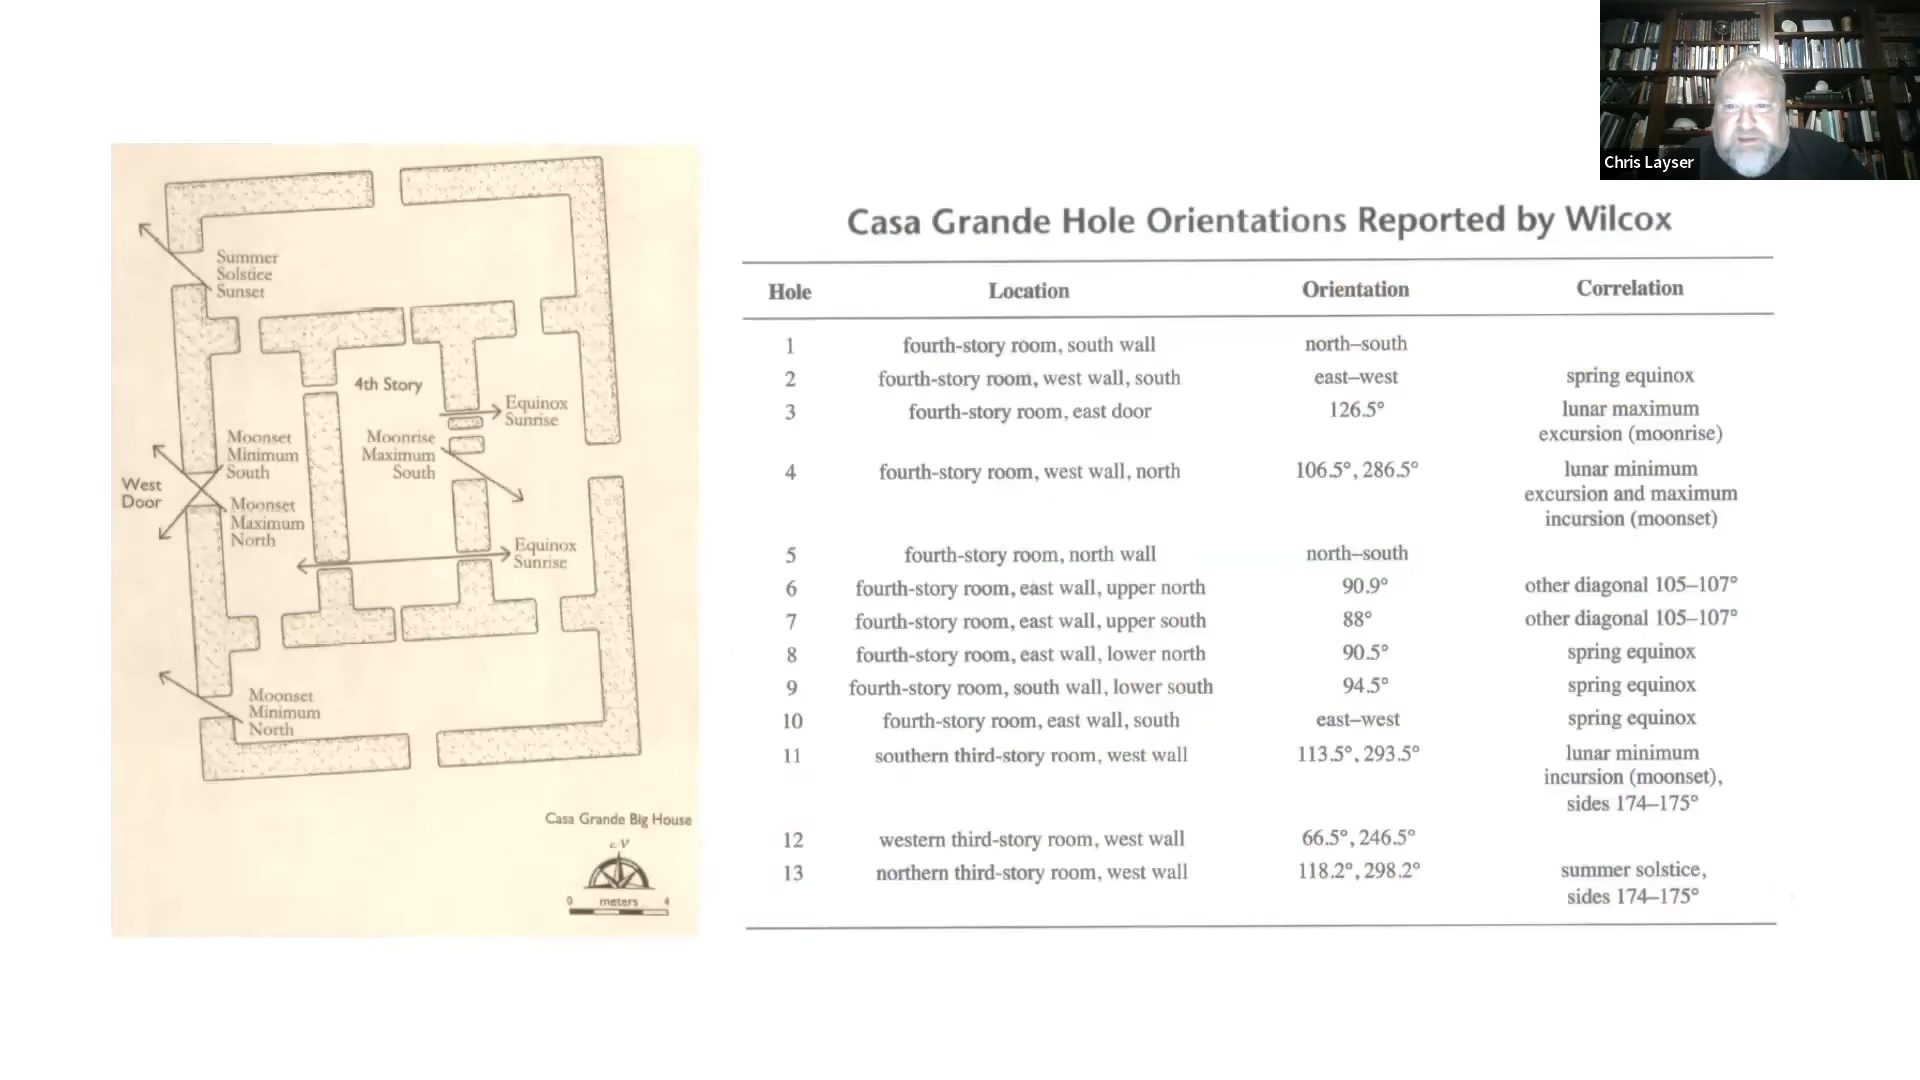 Chris Layser
Summer
Solstice
Sunset
4th Story
Equinox
Sunrise
Moonset
Minimum
South
Moonrise
Maximum
South
West
Door
Moonset
Maximum
North
Equinox
Sunrise
Moonset
Minimum
North
Casa Grande Big House
N
0 meters 4
Casa Grande Hole Orientations Reported by Wilcox
Hole Location Orientation Correlation
1 fourth-story room, south wall north–south
2 fourth-story room, west wall, south east–west spring equinox
3 fourth-story room, east door 126.5° lunar maximum
excursion (moonrise)
4 fourth-story room, west wall, north 106.5°, 286.5° lunar minimum
excursion and maximum
incursion (moonset)
5 fourth-story room, north wall north–south
6 fourth-story room, east wall, upper north 90.9° other diagonal 105–107°
7 fourth-story room, east wall, upper south 88° other diagonal 105–107°
8 fourth-story room, east wall, lower north 90.5° spring equinox
9 fourth-story room, south wall, lower south 94.5° spring equinox
10 fourth-story room, east wall, south east–west spring equinox
11 southern third-story room, west wall 113.5°, 293.5° lunar minimum
incursion (moonset),
sides 174–175°
12 western third-story room, west wall 66.5°, 246.5°
13 northern third-story room, west wall 118.2°, 298.2° summer solstice,
sides 174–175°